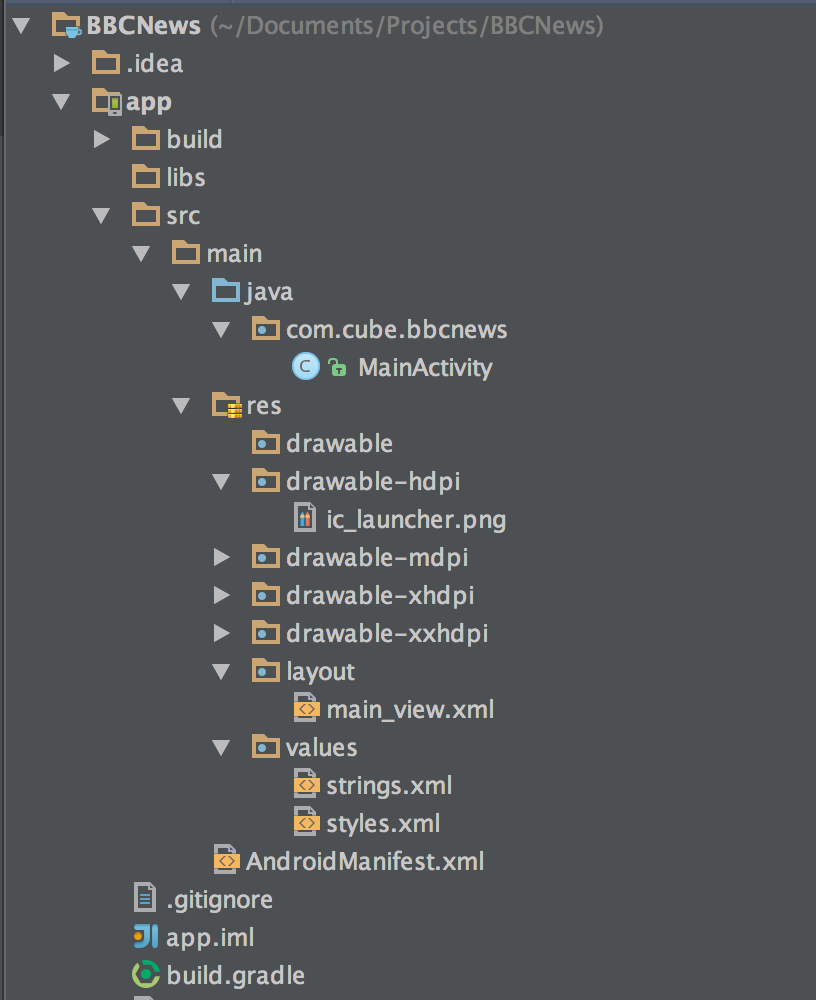 BBCNews (~/Documents/Projects/BBCNews)
.idea
app
build
libs
src
main
java
com.cube.bbcnews
C MainActivity
res
drawable
drawable-hdpi
ic_launcher.png
drawable-mdpi
drawable-xhdpi
drawable-xxhdpi
layout
main_view.xml
values
strings.xml
styles.xml
AndroidManifest.xml
.gitignore
app.iml
build.gradle